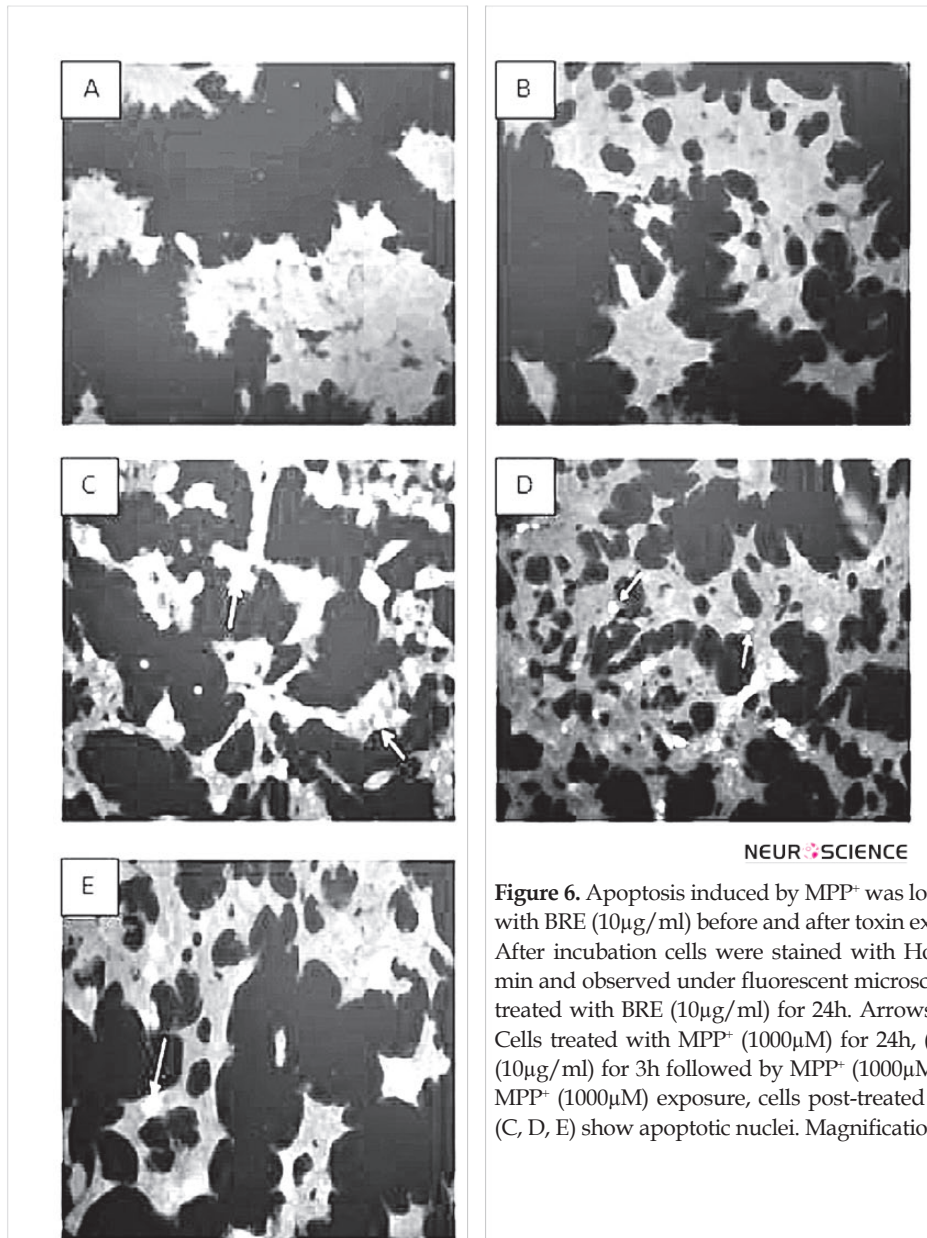 A
B
C
D
E
NEUR SCIENCE
Figure 6. Apoptosis induced by MPP⁺ was lo
with BRE (10µg/ml) before and after toxin ex
After incubation cells were stained with Ho
min and observed under fluorescent microsc
treated with BRE (10µg/ml) for 24h. Arrows
Cells treated with MPP⁺ (1000µM) for 24h, (
(10µg/ml) for 3h followed by MPP⁺ (1000µM
MPP⁺ (1000µM) exposure, cells post-treated
(C, D, E) show apoptotic nuclei. Magnificatio